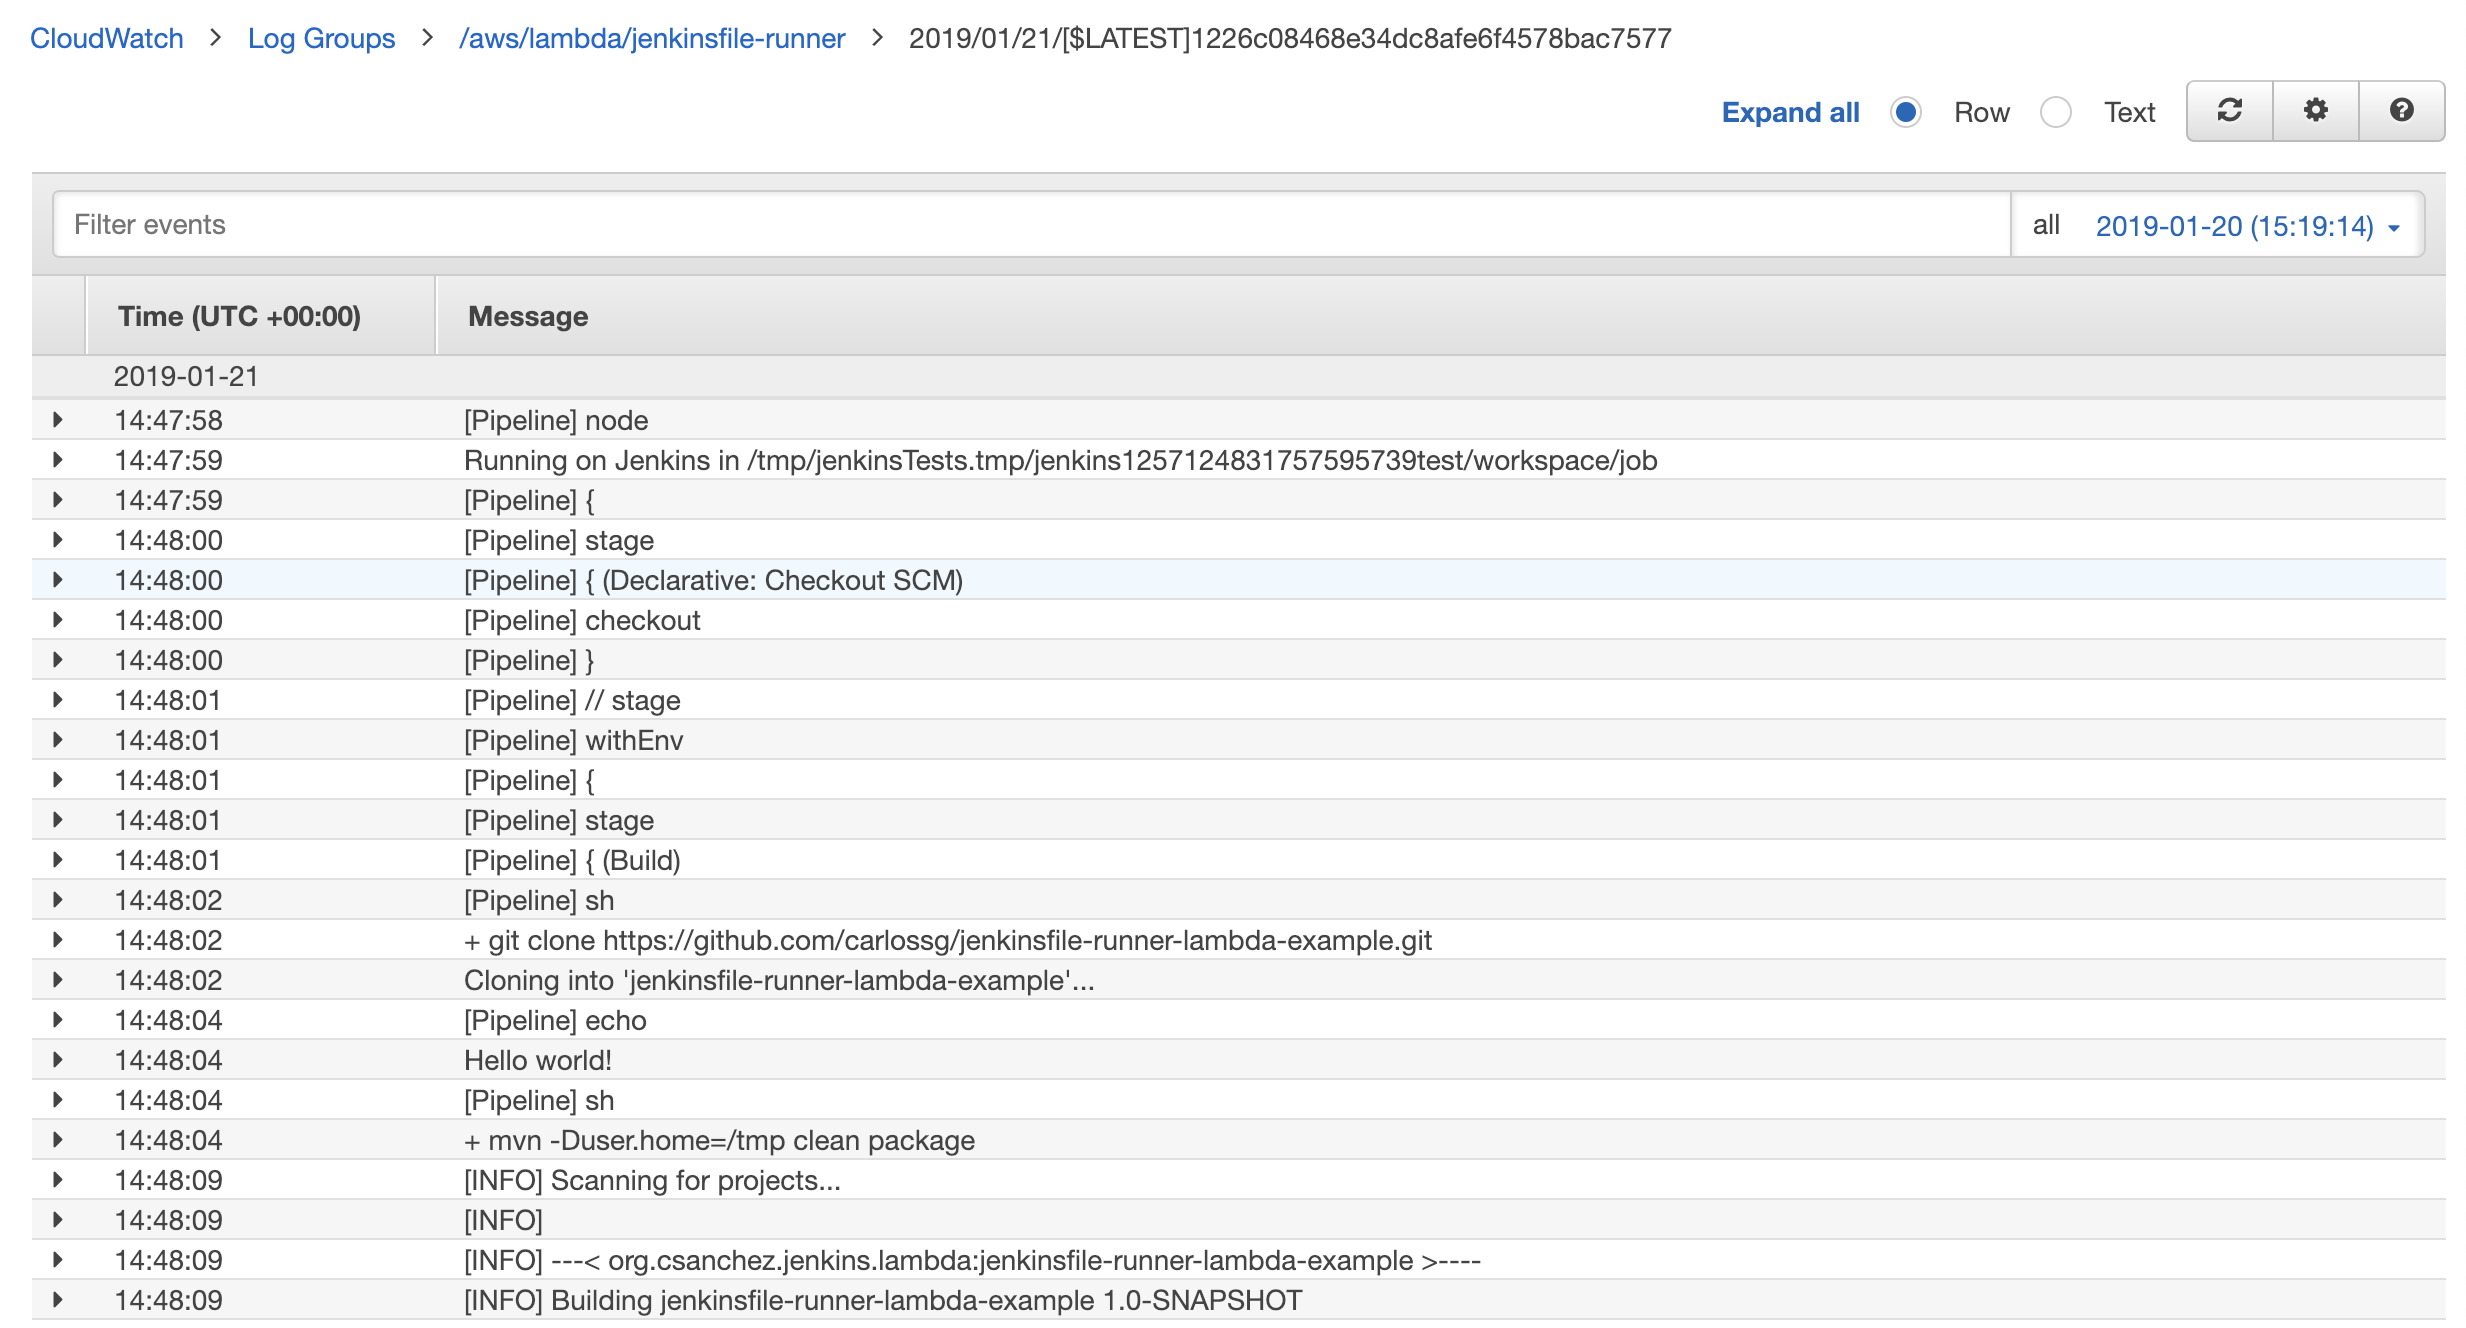 CloudWatch > Log Groups > /aws/lambda/jenkinsfile-runner > 2019/01/21/[$LATEST]1226c08468e34dc8afe6f4578bac7577
Expand all Row Text
Filter events all 2019-01-20 (15:19:14)
Time (UTC +00:00) Message
2019-01-21
14:47:58 [Pipeline] node
14:47:59 Running on Jenkins in /tmp/jenkinsTests.tmp/jenkins1257124831757595739test/workspace/job
14:47:59 [Pipeline] {
14:48:00 [Pipeline] stage
14:48:00 [Pipeline] { (Declarative: Checkout SCM)
14:48:00 [Pipeline] checkout
14:48:00 [Pipeline] }
14:48:01 [Pipeline] // stage
14:48:01 [Pipeline] withEnv
14:48:01 [Pipeline] {
14:48:01 [Pipeline] stage
14:48:01 [Pipeline] { (Build)
14:48:02 [Pipeline] sh
14:48:02 + git clone https://github.com/carlossg/jenkinsfile-runner-lambda-example.git
14:48:02 Cloning into 'jenkinsfile-runner-lambda-example'...
14:48:04 [Pipeline] echo
14:48:04 Hello world!
14:48:04 [Pipeline] sh
14:48:04 + mvn -Duser.home=/tmp clean package
14:48:09 [INFO] Scanning for projects...
14:48:09 [INFO]
14:48:09 [INFO] ---< org.csanchez.jenkins.lambda:jenkinsfile-runner-lambda-example >----
14:48:09 [INFO] Building jenkinsfile-runner-lambda-example 1.0-SNAPSHOT